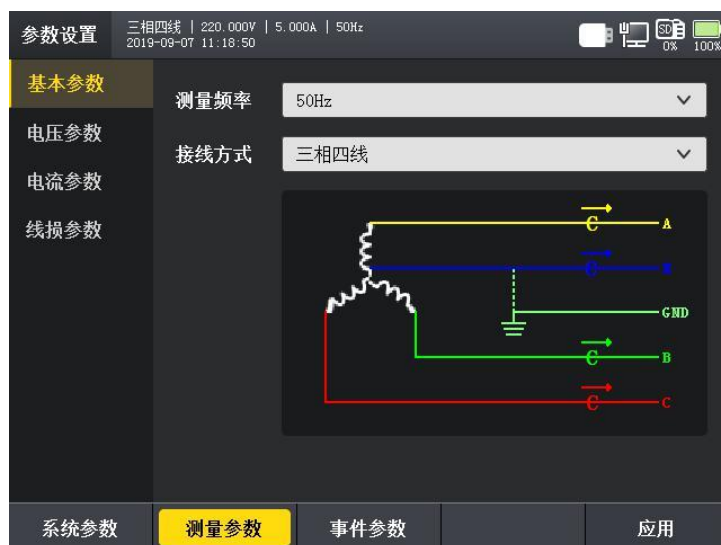 参数设置
三相四线 | 220.000V | 5.000A | 50Hz
2019-09-07 11:18:50
SD
0%
100%
基本参数
电压参数
电流参数
线损参数
测量频率 50Hz
接线方式 三相四线
C A
C N
GND
C B
C C
系统参数 测量参数 事件参数 应用